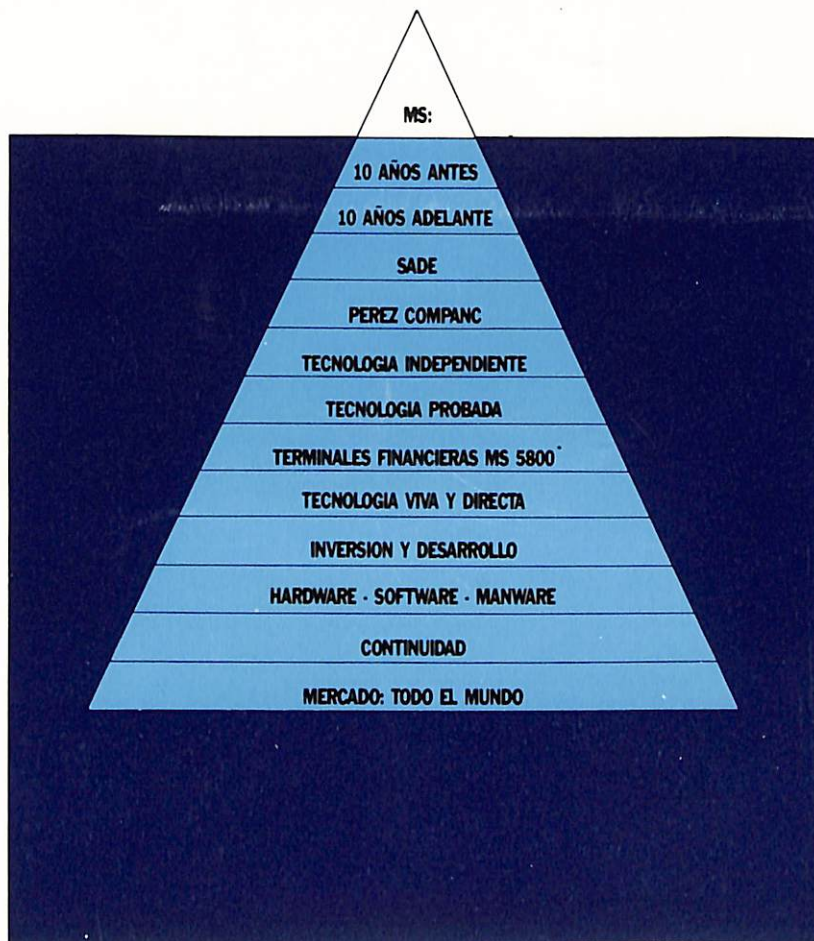 MS:
10 AÑOS ANTES
10 AÑOS ADELANTE
SADE
PEREZ COMPANC
TECNOLOGIA INDEPENDIENTE
TECNOLOGIA PROBADA
TERMINALES FINANCIERAS MS 5800
TECNOLOGIA VIVA Y DIRECTA
INVERSION Y DESARROLLO
HARDWARE - SOFTWARE - MANWARE
CONTINUIDAD
MERCADO: TODO EL MUNDO